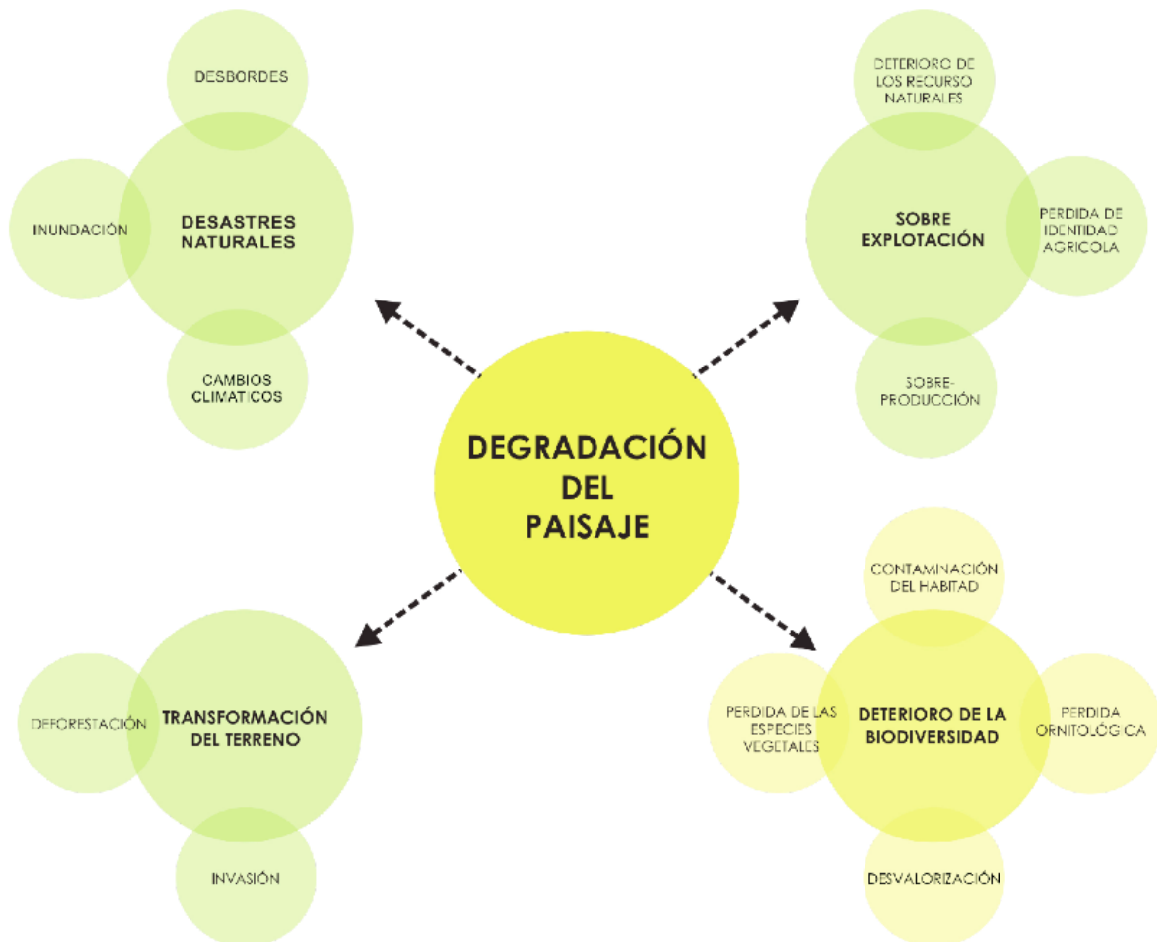 DESBORDES
INUNDACIÓN
DESASTRES
NATURALES
CAMBIOS
CLIMATICOS
DETERIORO DE
LOS RECURSO
NATURALES
SOBRE
EXPLOTACIÓN
PERDIDA DE
IDENTIDAD
AGRICOLA
SOBRE-
PRODUCCIÓN
DEGRADACIÓN
DEL
PAISAJE
DEFORESTACIÓN
TRANSFORMACIÓN
DEL TERRENO
INVASIÓN
CONTAMINACIÓN
DEL HABITAD
PERDIDA DE LAS
ESPECIES
VEGETALES
DETERIORO DE LA
BIODIVERSIDAD
PERDIDA
ORNITOLÓGICA
DESVALORIZACIÓN